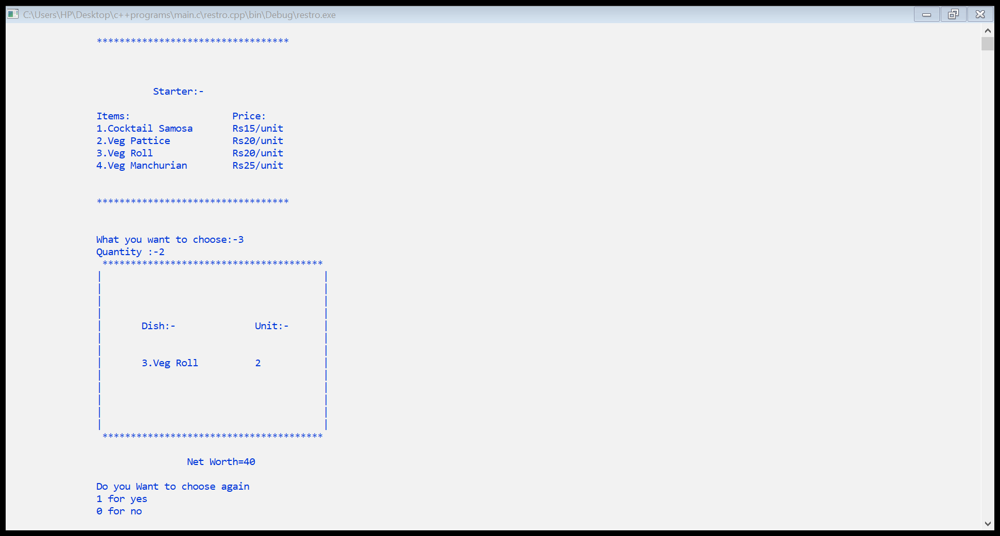 C:\Users\HP\Desktop\c++programs\main.c\restro.cpp\bin\Debug\restro.exe
**********************************
Starter:-
Items: Price:
1.Cocktail Samosa Rs15/unit
2.Veg Pattice Rs20/unit
3.Veg Roll Rs20/unit
4.Veg Manchurian Rs25/unit
**********************************
What you want to choose:-3
Quantity :-2
***************************************
| |
| |
| |
| |
| Dish:- Unit:- |
| |
| |
| 3.Veg Roll 2 |
| |
| |
| |
| |
| |
***************************************
Net Worth=40
Do you Want to choose again
1 for yes
0 for no